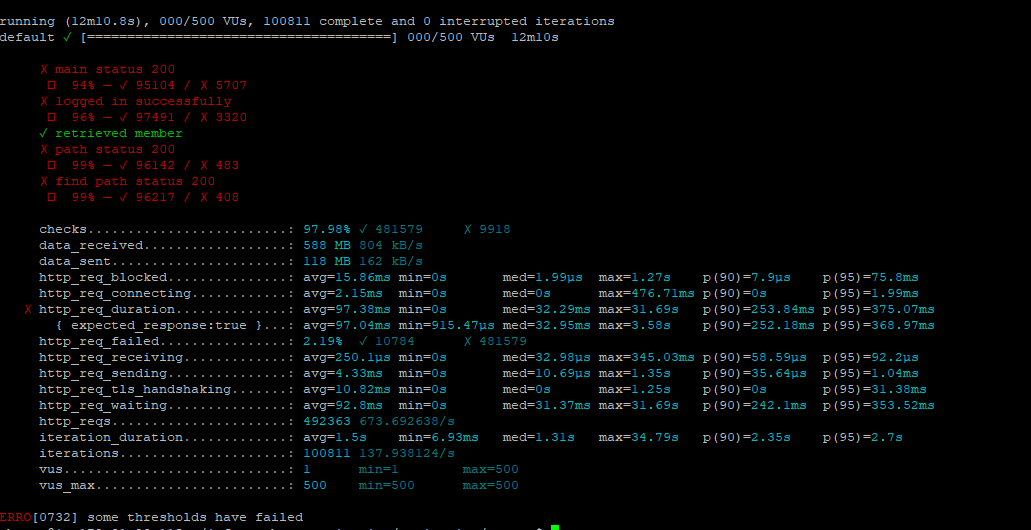 running (12m10.8s), 000/500 VUs, 100811 complete and 0 interrupted iterations
default ✓ [======================================] 000/500 VUs  12m10s
✗ main status 200
94% — ✓ 95104 / ✗ 5707
✗ logged in successfully
96% — ✓ 97491 / ✗ 3320
✓ retrieved member
✗ path status 200
99% — ✓ 96142 / ✗ 483
✗ find path status 200
99% — ✓ 96217 / ✗ 408
checks.........................: 97.98% ✓ 481579 ✗ 9918
data_received..................: 588 MB 804 kB/s
data_sent......................: 118 MB 162 kB/s
http_req_blocked...............: avg=15.86ms min=0s med=1.99µs max=1.27s p(90)=7.9µs p(95)=75.8ms
http_req_connecting............: avg=2.15ms min=0s med=0s max=476.71ms p(90)=0s p(95)=1.99ms
✗ http_req_duration..............: avg=97.38ms min=0s med=32.29ms max=31.69s p(90)=253.84ms p(95)=375.07ms
{ expected_response:true }...: avg=97.04ms min=915.47µs med=32.95ms max=3.58s p(90)=252.18ms p(95)=368.97ms
http_req_failed................: 2.19% ✓ 10784 ✗ 481579
http_req_receiving.............: avg=250.1µs min=0s med=32.98µs max=345.03ms p(90)=58.59µs p(95)=92.2µs
http_req_sending...............: avg=4.33ms min=0s med=10.69µs max=1.35s p(90)=35.64µs p(95)=1.04ms
http_req_tls_handshaking.......: avg=10.82ms min=0s med=0s max=1.25s p(90)=0s p(95)=31.38ms
http_req_waiting...............: avg=92.8ms min=0s med=31.37ms max=31.69s p(90)=242.1ms p(95)=353.52ms
http_reqs......................: 492363 673.692638/s
iteration_duration.............: avg=1.5s min=6.93ms med=1.31s max=34.79s p(90)=2.35s p(95)=2.7s
iterations.....................: 100811 137.938124/s
vus............................: 1 min=1 max=500
vus_max........................: 500 min=500 max=500
ERRO[0732] some thresholds have failed